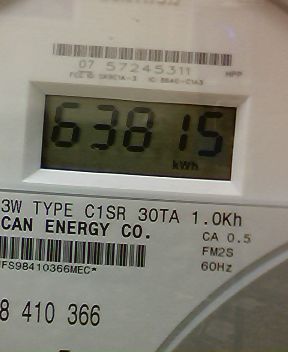 07 57245311 HPP
63815
kWh
3W TYPE C1SR 30TA 1.0Kh
CAN ENERGY CO.
CA 0.5
FM2S
60Hz
FS98410366MEC*
8 410 366